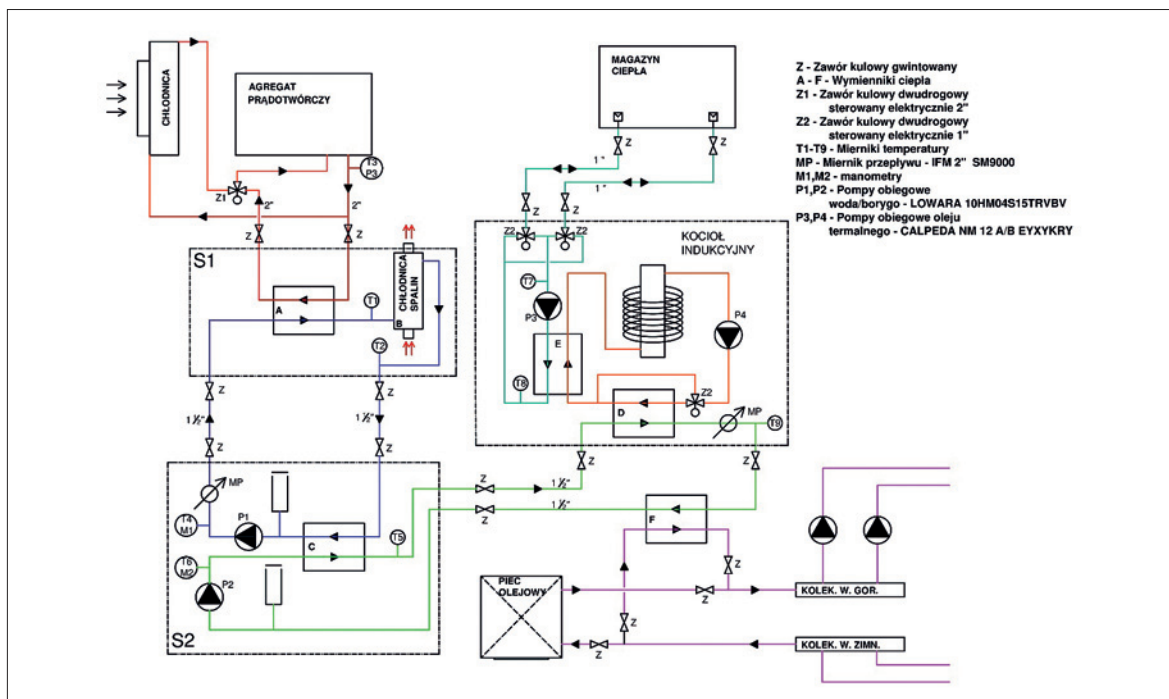 CHŁODNICA
AGREGAT
PRĄDOTWÓRCZY
T3
P3
Z1
2"
2"
Z
Z
MAGAZYN
CIEPŁA
Z
Z
1"
1"
Z
Z
Z - Zawór kulowy gwintowany
A - F - Wymienniki ciepła
Z1 - Zawór kulowy dwudrogowy
sterowany elektrycznie 2"
Z2 - Zawór kulowy dwudrogowy
sterowany elektrycznie 1"
T1-T9 - Mierniki temperatury
MP - Miernik przepływu - IFM 2" SM9000
M1,M2 - manometry
P1,P2 - Pompy obiegowe
woda/borygo - LOWARA 10HM04S15TRVBV
P3,P4 - Pompy obiegowe oleju
termalnego - CALPEDA NM 12 A/B EYXYKRY
S1
A
T1
CHŁODNICA
SPALIN
B
T2
Z
Z
1 ½"
1 ½"
Z
Z
Z2
Z2
KOCIOŁ
INDUKCYJNY
T7
P3
P4
E
T8
Z2
D
MP
T9
Z
Z
MP
T4
M1
P1
C
T5
T6
M2
P2
S2
Z
1 ½"
1 ½"
Z
F
Z
PIEC
OLEJOWY
Z
Z
Z
KOLEK. W. GOR.
KOLEK. W. ZIMN.